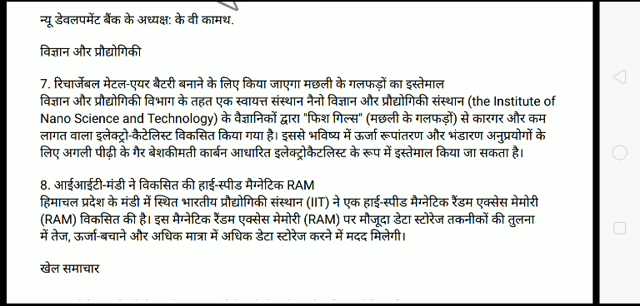 न्यू डेवलपमेंट बैंक के अध्यक्ष: के वी कामथ.
विज्ञान और प्रौद्योगिकी
7. रिचार्जेबल मेटल-एयर बैटरी बनाने के लिए किया जाएगा मछली के गलफड़ों का इस्तेमाल
विज्ञान और प्रौद्योगिकी विभाग के तहत एक स्वायत्त संस्थान नैनो विज्ञान और प्रौद्योगिकी संस्थान (the Institute of
Nano Science and Technology) के वैज्ञानिकों द्वारा "फिश गिल्स" (मछली के गलफड़ों) से कारगर और कम
लागत वाला इलेक्ट्रो-कैटेलिस्ट विकसित किया गया है। इससे भविष्य में ऊर्जा रूपांतरण और भंडारण अनुप्रयोगों के
लिए अगली पीढ़ी के गैर बेशकीमती कार्बन आधारित इलेक्ट्रोकैटलिस्ट के रूप में इस्तेमाल किया जा सकता है।
8. आईआईटी-मंडी ने विकसित की हाई-स्पीड मैग्नेटिक RAM
हिमाचल प्रदेश के मंडी में स्थित भारतीय प्रौद्योगिकी संस्थान (IIT) ने एक हाई-स्पीड मैग्नेटिक रैंडम एक्सेस मेमोरी
(RAM) विकसित की है। इस मैग्नेटिक रैंडम एक्सेस मेमोरी (RAM) पर मौजूदा डेटा स्टोरेज तकनीकों की तुलना
में तेज, ऊर्जा-बचाने और अधिक मात्रा में अधिक डेटा स्टोरेज करने में मदद मिलेगी।
खेल समाचार